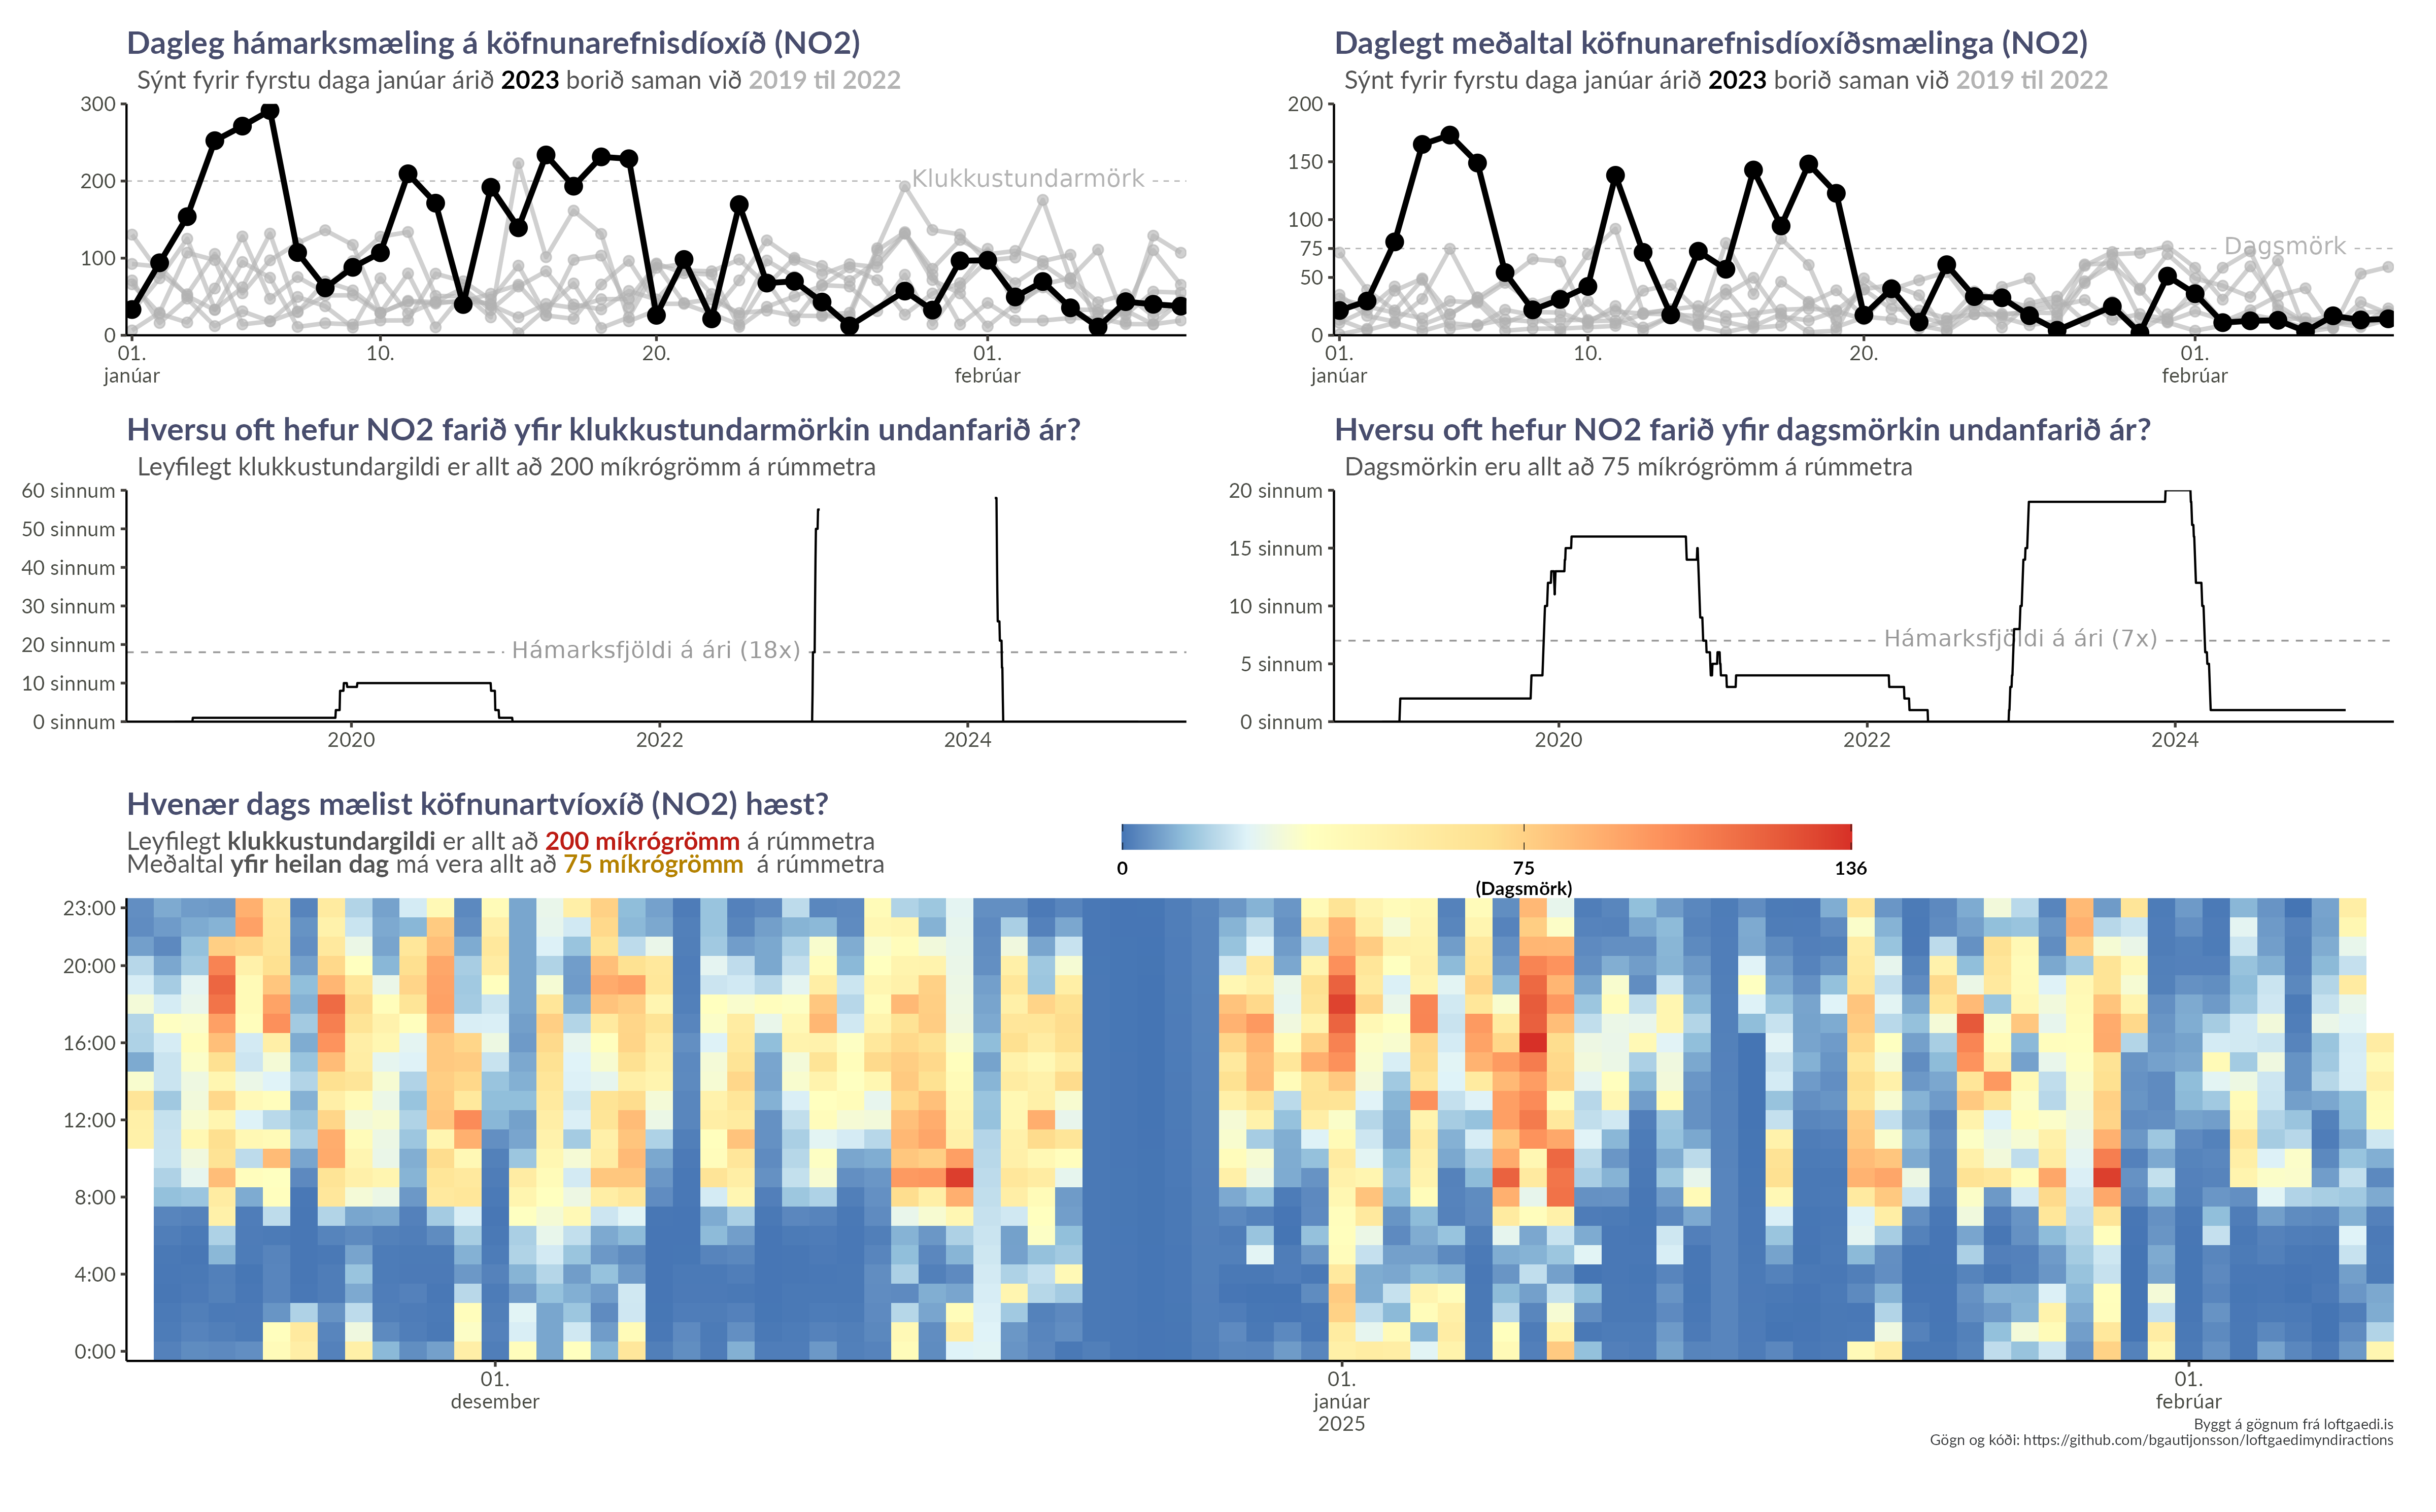 Dagleg hámarksmæling á köfnunarefnisdíoxíð (NO2)
Sýnt fyrir fyrstu daga janúar árið 2023 borið saman við 2019 til 2022
300
200
100
0
Klukkustundarmörk
01.
janúar
10.
20.
01.
febrúar
Daglegt meðaltal köfnunarefnisdíoxíðsmælinga (NO2)
Sýnt fyrir fyrstu daga janúar árið 2023 borið saman við 2019 til 2022
200
150
100
75
50
0
Dagsmörk
01.
janúar
10.
20.
01.
febrúar
Hversu oft hefur NO2 farið yfir klukkustundarmörkin undanfarið ár?
Leyfilegt klukkustundargildi er allt að 200 míkrógrömm á rúmmetra
60 sinnum
50 sinnum
40 sinnum
30 sinnum
20 sinnum
10 sinnum
0 sinnum
Hámarksfjöldi á ári (18x)
2020
2022
2024
Hversu oft hefur NO2 farið yfir dagsmörkin undanfarið ár?
Dagsmörkin eru allt að 75 míkrógrömm á rúmmetra
20 sinnum
15 sinnum
10 sinnum
5 sinnum
0 sinnum
Hámarksfjöldi á ári (7x)
2020
2022
2024
Hvenær dags mælist köfnunartvíoxíð (NO2) hæst?
Leyfilegt klukkustundargildi er allt að 200 míkrógrömm á rúmmetra
Meðaltal yfir heilan dag má vera allt að 75 míkrógrömm á rúmmetra
0
75
(Dagsmörk)
136
23:00
20:00
16:00
12:00
8:00
4:00
0:00
01.
desember
01.
janúar
2025
01.
febrúar
Byggt á gögnum frá loftgaedi.is
Gögn og kóði: https://github.com/bgautijonsson/loftgaedimyndiractions